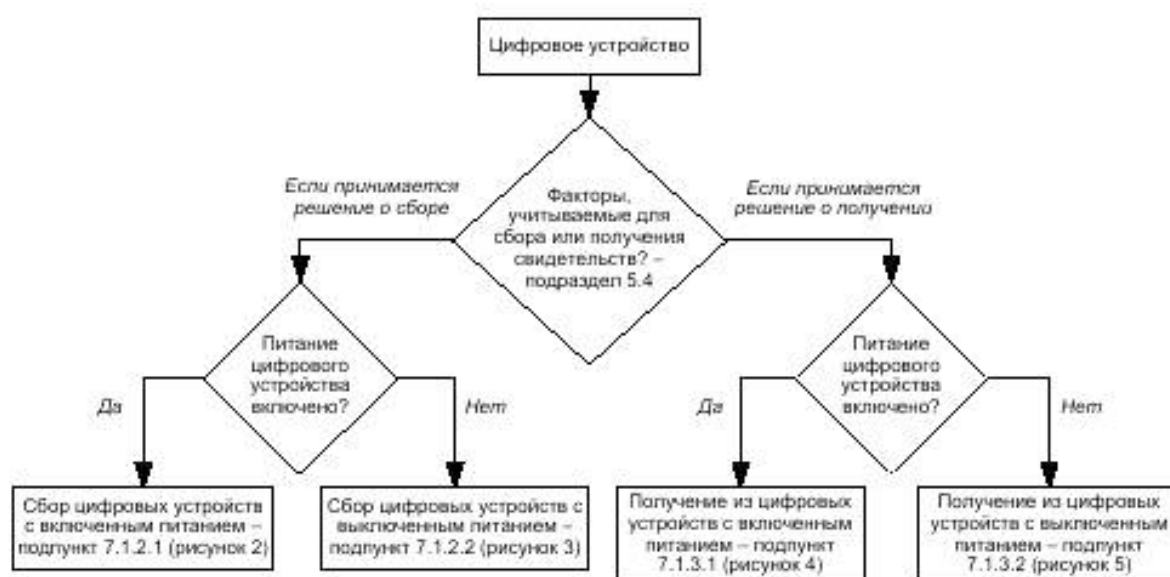 Цифровое устройство
Если принимается
решение о сборе
Факторы,
учитываемые для
сбора или получения
свидетельств? –
подраздел 5.4
Если принимается
решение о получении
Питание
цифрового
устройства
включено?
Да
Нет
Питание
цифрового
устройства
включено?
Да
Нет
Сбор цифровых устройств
с включенным питанием –
подпункт 7.1.2.1 (рисунок 2)
Сбор цифровых устройств с
выключенным питанием –
подпункт 7.1.2.2 (рисунок 3)
Получение из цифровых
устройств с включенным
питанием – подпункт
7.1.3.1 (рисунок 4)
Получение из цифровых
устройств с выключенным
питанием – подпункт
7.1.3.2 (рисунок 5)